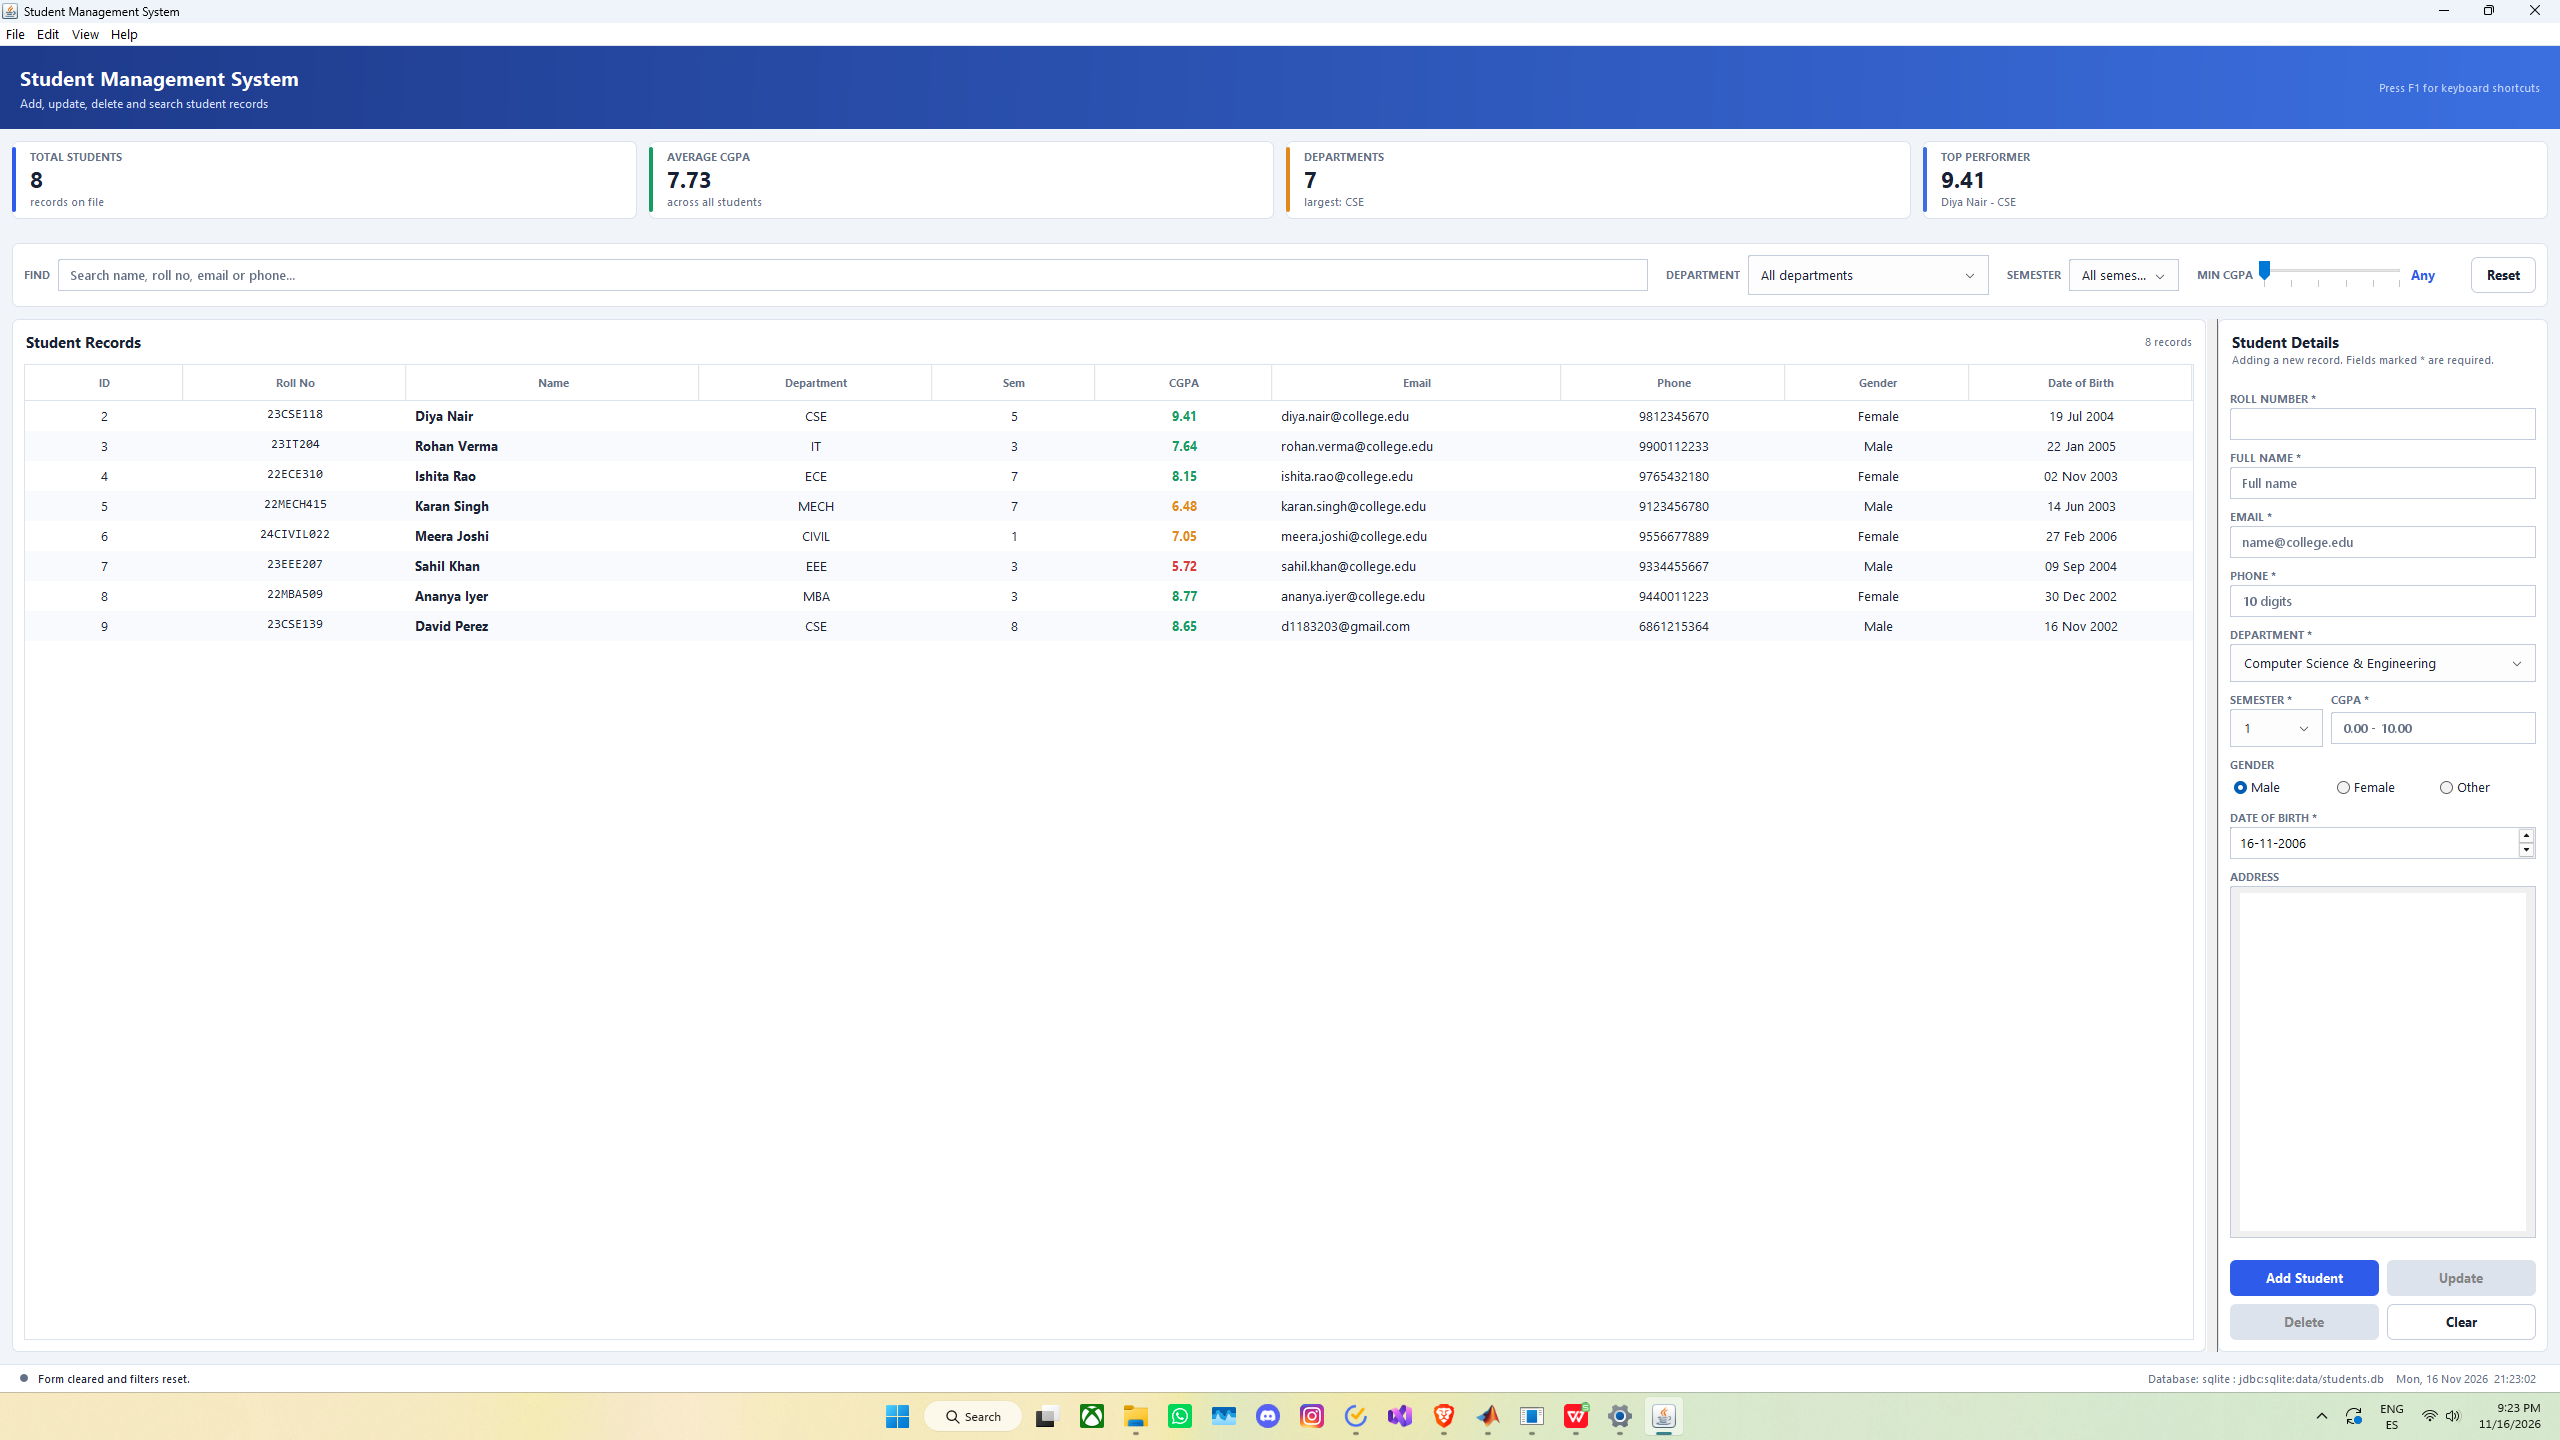 Student Management System
File Edit View Help
Student Management System
Add, update, delete and search student records
Press F1 for keyboard shortcuts
TOTAL STUDENTS
8
records on file
AVERAGE CGPA
7.73
across all students
DEPARTMENTS
7
largest: CSE
TOP PERFORMER
9.41
Diya Nair - CSE
FIND Search name, roll no, email or phone... DEPARTMENT All departments SEMESTER All semes... MIN CGPA Any Reset
Student Records 8 records
ID Roll No Name Department Sem CGPA Email Phone Gender Date of Birth
2 23CSE118 Diya Nair CSE 5 9.41 diya.nair@college.edu 9812345670 Female 19 Jul 2004
3 23IT204 Rohan Verma IT 3 7.64 rohan.verma@college.edu 9900112233 Male 22 Jan 2005
4 22ECE310 Ishita Rao ECE 7 8.15 ishita.rao@college.edu 9765432180 Female 02 Nov 2003
5 22MECH415 Karan Singh MECH 7 6.48 karan.singh@college.edu 9123456780 Male 14 Jun 2003
6 24CIVIL022 Meera Joshi CIVIL 1 7.05 meera.joshi@college.edu 9556677889 Female 27 Feb 2006
7 23EEE207 Sahil Khan EEE 3 5.72 sahil.khan@college.edu 9334455667 Male 09 Sep 2004
8 22MBA509 Ananya Iyer MBA 3 8.77 ananya.iyer@college.edu 9440011223 Female 30 Dec 2002
9 23CSE139 David Perez CSE 8 8.65 d1183203@gmail.com 6861215364 Male 16 Nov 2002
Student Details
Adding a new record. Fields marked * are required.
ROLL NUMBER *
FULL NAME *
Full name
EMAIL *
name@college.edu
PHONE *
10 digits
DEPARTMENT *
Computer Science & Engineering
SEMESTER * CGPA *
1 0.00 - 10.00
GENDER
Male Female Other
DATE OF BIRTH *
16-11-2006
ADDRESS
Add Student Update
Delete Clear
Form cleared and filters reset.
Database: sqlite : jdbc:sqlite:data/students.db Mon, 16 Nov 2026 21:23:02
Search
ENG
ES
9:23 PM
11/16/2026